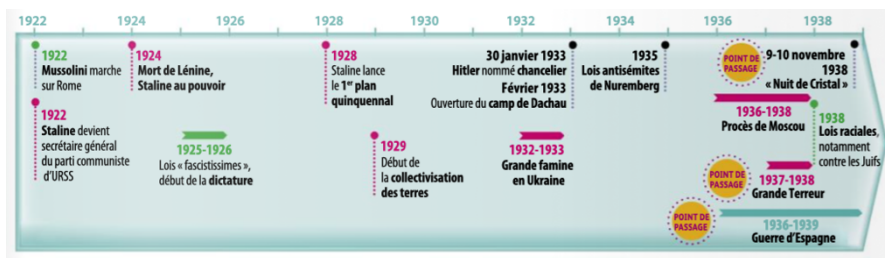 1922 1924 1926 1928 1930 1932 1934 1936 1938
1922
Mussolini marche
sur Rome
1922
Staline devient
secrétaire général
du parti communiste
d'URSS
1924
Mort de Lénine,
Staline au pouvoir
1925-1926
Lois « fascistissimes »,
début de la dictature
1928
Staline lance
le 1er plan
quinquennal
1929
Début de
la collectivisation
des terres
30 janvier 1933
Hitler nommé chancelier
Février 1933
Ouverture du camp de Dachau
1932-1933
Grande famine
en Ukraine
1935
Lois antisémites
de Nuremberg
POINT DE
PASSAGE
9-10 novembre
1938
« Nuit de Cristal »
1936-1938
Procès de Moscou
1938
Lois raciales,
notamment
contre les Juifs
POINT DE
PASSAGE
1937-1938
Grande Terreur
POINT DE
PASSAGE
1936-1939
Guerre d'Espagne